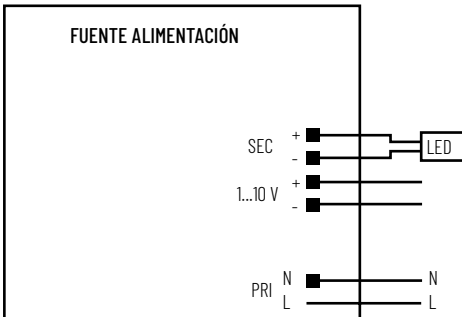 FUENTE ALIMENTACIÓN
SEC + -
LED
1...10 V + -
PRI N L
N
L